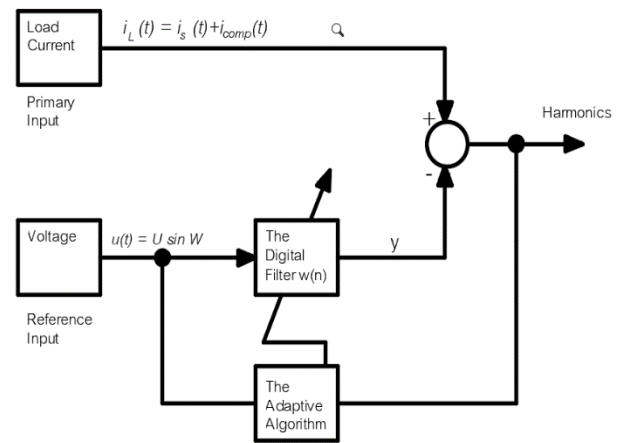 Load
Current
i_L (t) = i_s (t)+i_comp(t)
Primary
Input
+
Harmonics
-
Voltage
u(t) = U sin W
The
Digital
Filter w(n)
y
Reference
Input
The
Adaptive
Algorithm